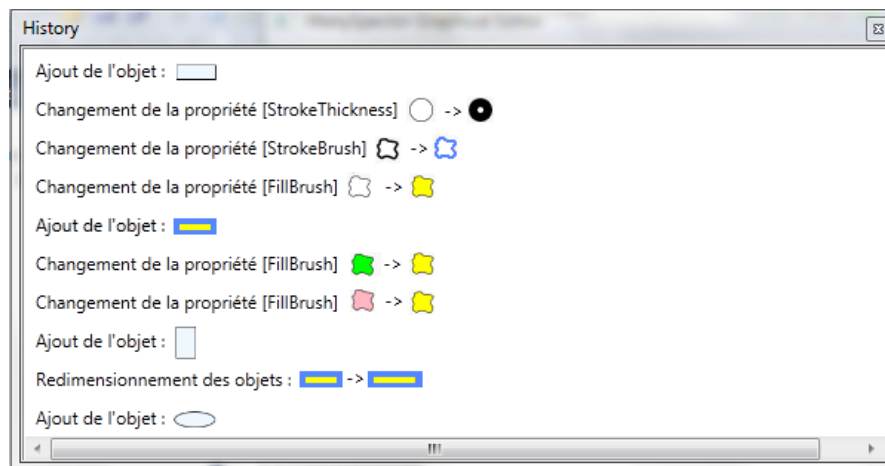 History
Ajout de l'objet :
Changement de la propriété [StrokeThickness] ->
Changement de la propriété [StrokeBrush] ->
Changement de la propriété [FillBrush] ->
Ajout de l'objet :
Changement de la propriété [FillBrush] ->
Changement de la propriété [FillBrush] ->
Ajout de l'objet :
Redimensionnement des objets : ->
Ajout de l'objet :